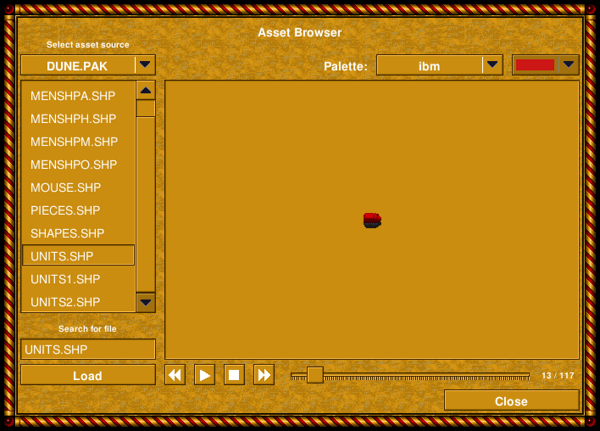 Asset Browser
Select asset source
DUNE.PAK
Palette:
ibm
MENSHPA.SHP
MENSHPH.SHP
MENSHPM.SHP
MENSHPO.SHP
MOUSE.SHP
PIECES.SHP
SHAPES.SHP
UNITS.SHP
UNITS1.SHP
UNITS2.SHP
Search for file
UNITS.SHP
Load
13 / 117
Close